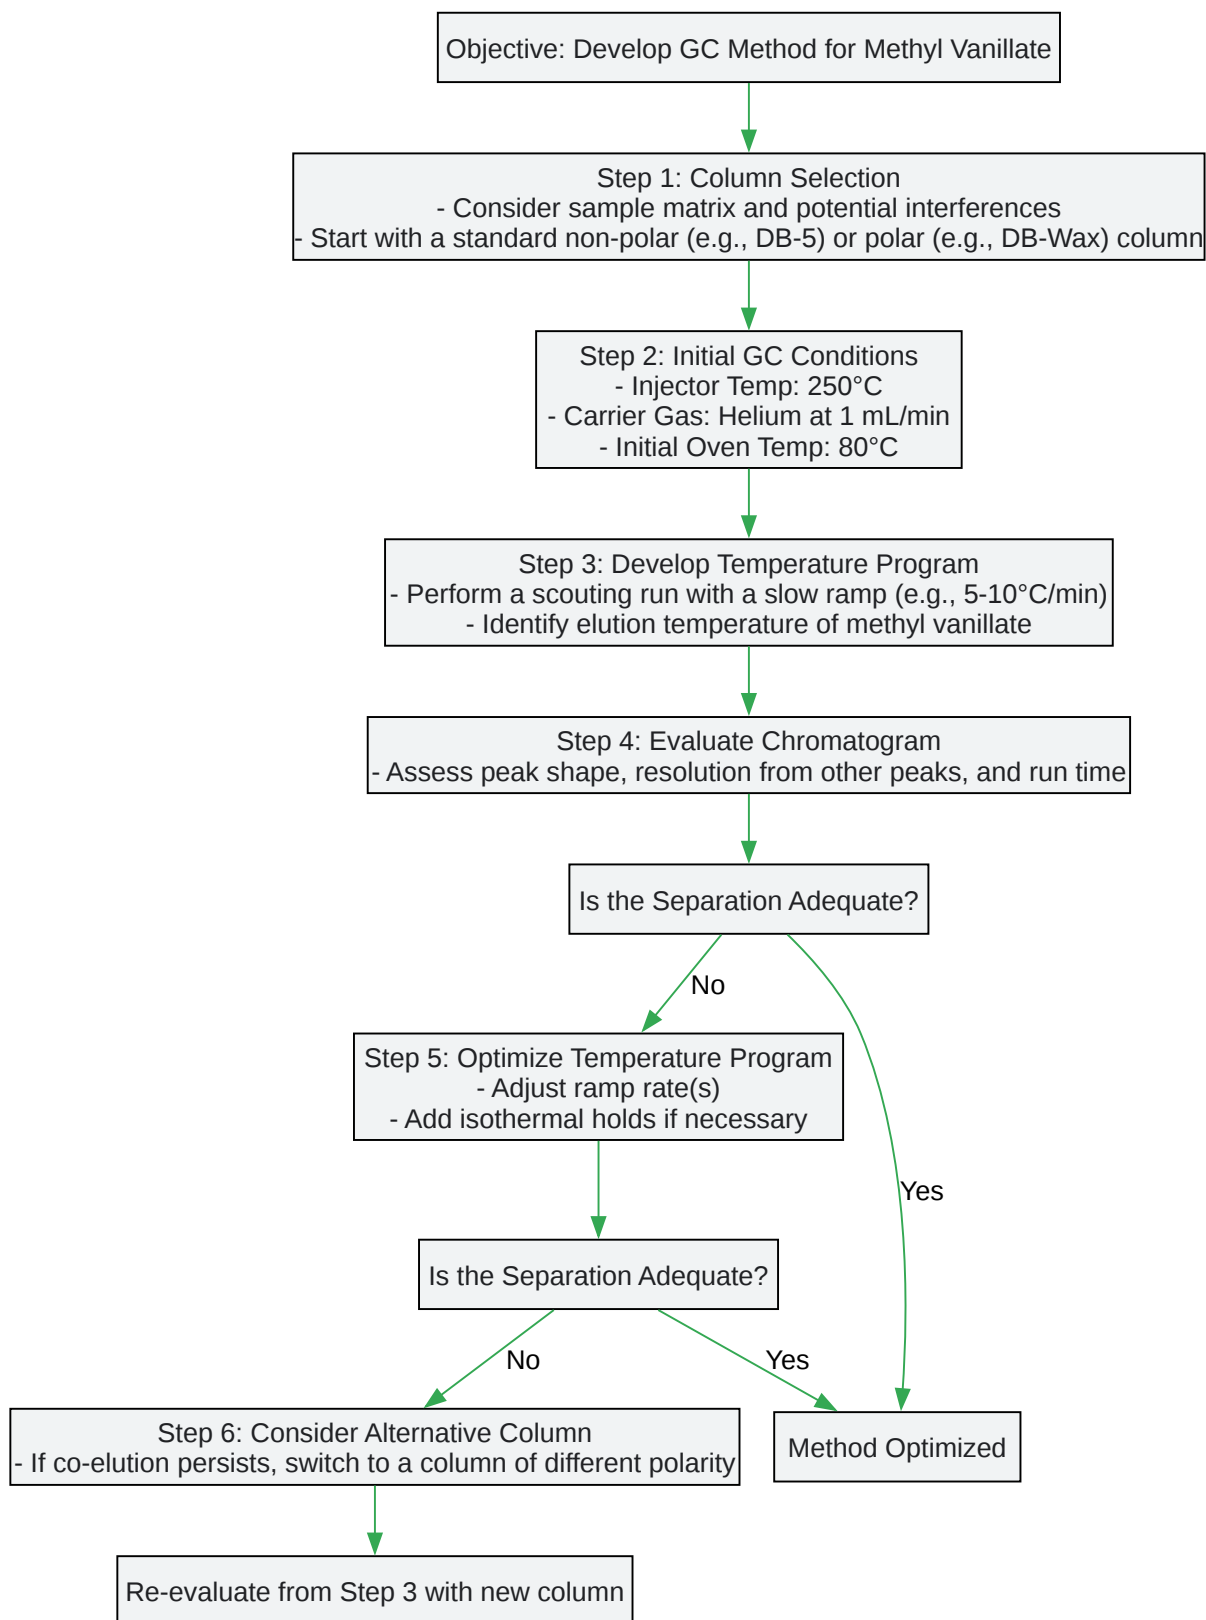 Objective: Develop GC Method for Methyl Vanillate
Step 1: Column Selection
- Consider sample matrix and potential interferences
- Start with a standard non-polar (e.g., DB-5) or polar (e.g., DB-Wax) column
Step 2: Initial GC Conditions
- Injector Temp: 250°C
- Carrier Gas: Helium at 1 mL/min
- Initial Oven Temp: 80°C
Step 3: Develop Temperature Program
- Perform a scouting run with a slow ramp (e.g., 5-10°C/min)
- Identify elution temperature of methyl vanillate
Step 4: Evaluate Chromatogram
- Assess peak shape, resolution from other peaks, and run time
Is the Separation Adequate?
No
Step 5: Optimize Temperature Program
- Adjust ramp rate(s)
- Add isothermal holds if necessary
Yes
Is the Separation Adequate?
No
Yes
Step 6: Consider Alternative Column
- If co-elution persists, switch to a column of different polarity
Method Optimized
Re-evaluate from Step 3 with new column